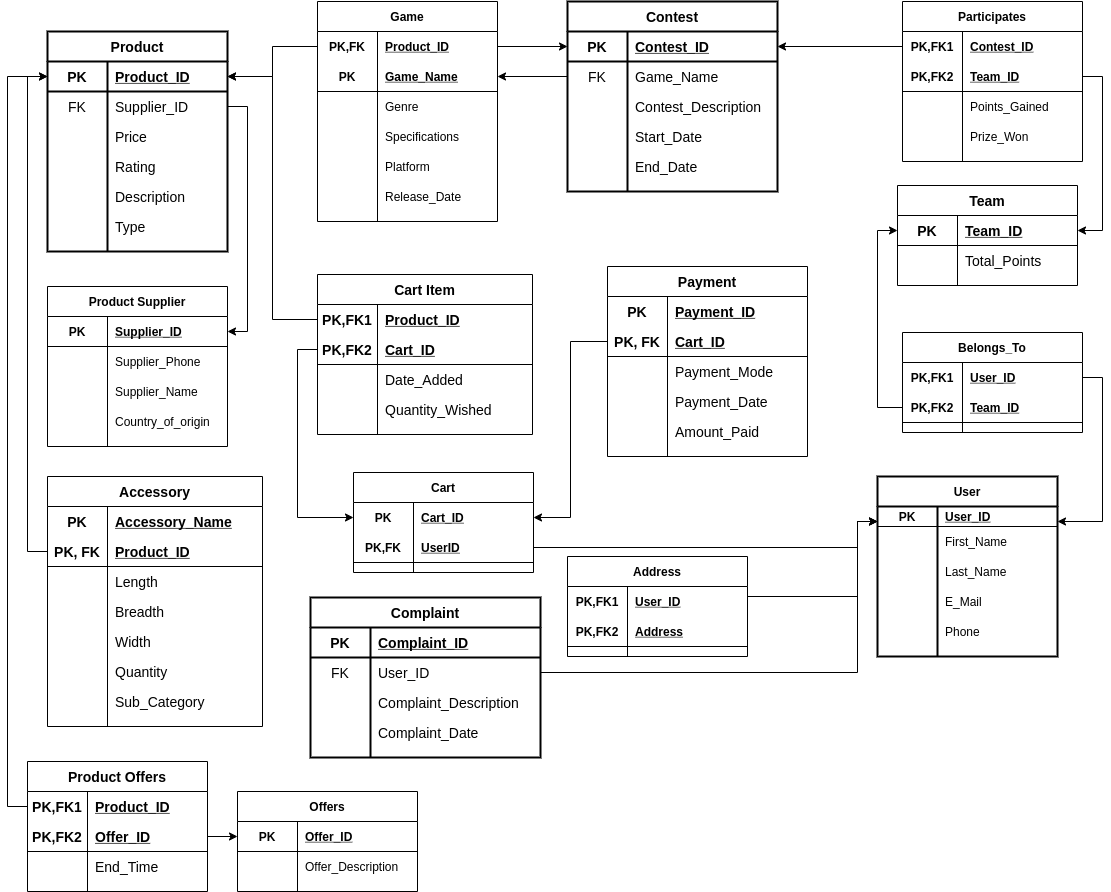 Product
PK Product_ID
FK Supplier_ID
Price
Rating
Description
Type
Game
PK,FK Product_ID
PK Game_Name
Genre
Specifications
Platform
Release_Date
Contest
PK Contest_ID
FK Game_Name
Contest_Description
Start_Date
End_Date
Participates
PK,FK1 Contest_ID
PK,FK2 Team_ID
Points_Gained
Prize_Won
Team
PK Team_ID
Total_Points
Product Supplier
PK Supplier_ID
Supplier_Phone
Supplier_Name
Country_of_origin
Cart Item
PK,FK1 Product_ID
PK,FK2 Cart_ID
Date_Added
Quantity_Wished
Payment
PK Payment_ID
PK, FK Cart_ID
Payment_Mode
Payment_Date
Amount_Paid
Belongs_To
PK,FK1 User_ID
PK,FK2 Team_ID
Accessory
PK Accessory_Name
PK, FK Product_ID
Length
Breadth
Width
Quantity
Sub_Category
Cart
PK Cart_ID
PK,FK UserID
User
PK User_ID
First_Name
Last_Name
E_Mail
Phone
Address
PK,FK1 User_ID
PK,FK2 Address
Complaint
PK Complaint_ID
FK User_ID
Complaint_Description
Complaint_Date
Product Offers
PK,FK1 Product_ID
PK,FK2 Offer_ID
End_Time
Offers
PK Offer_ID
Offer_Description